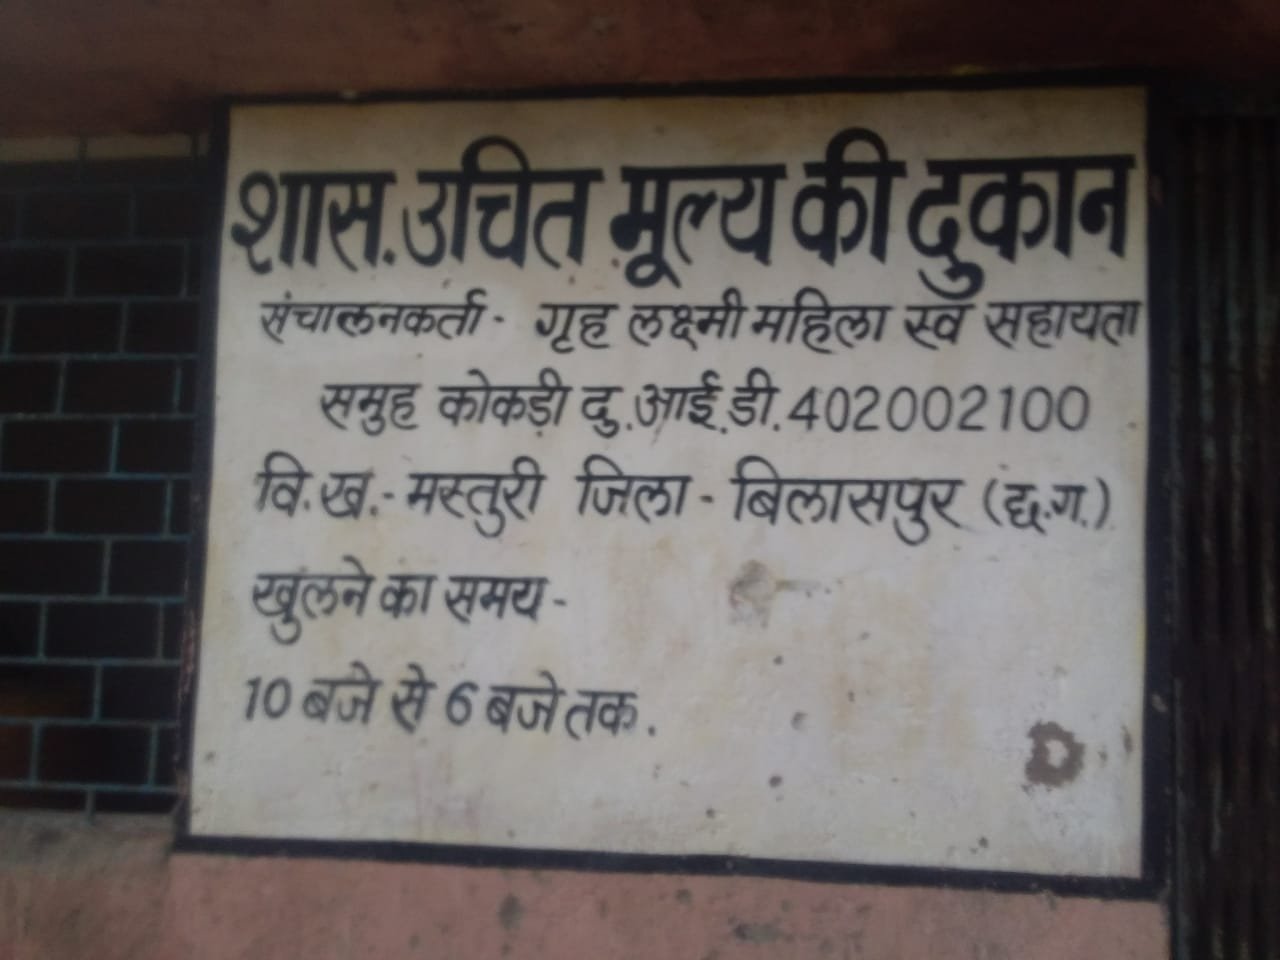 शास. उचित मूल्य की दुकान
संचालनकर्ता - गृह लक्ष्मी महिला स्व सहायता
समुह कोकड़ी दु.आई.डी.402002100
वि.ख.- मस्तुरी जिला - बिलासपुर (छ.ग.)
खुलने का समय -
10 बजे से 6 बजे तक.